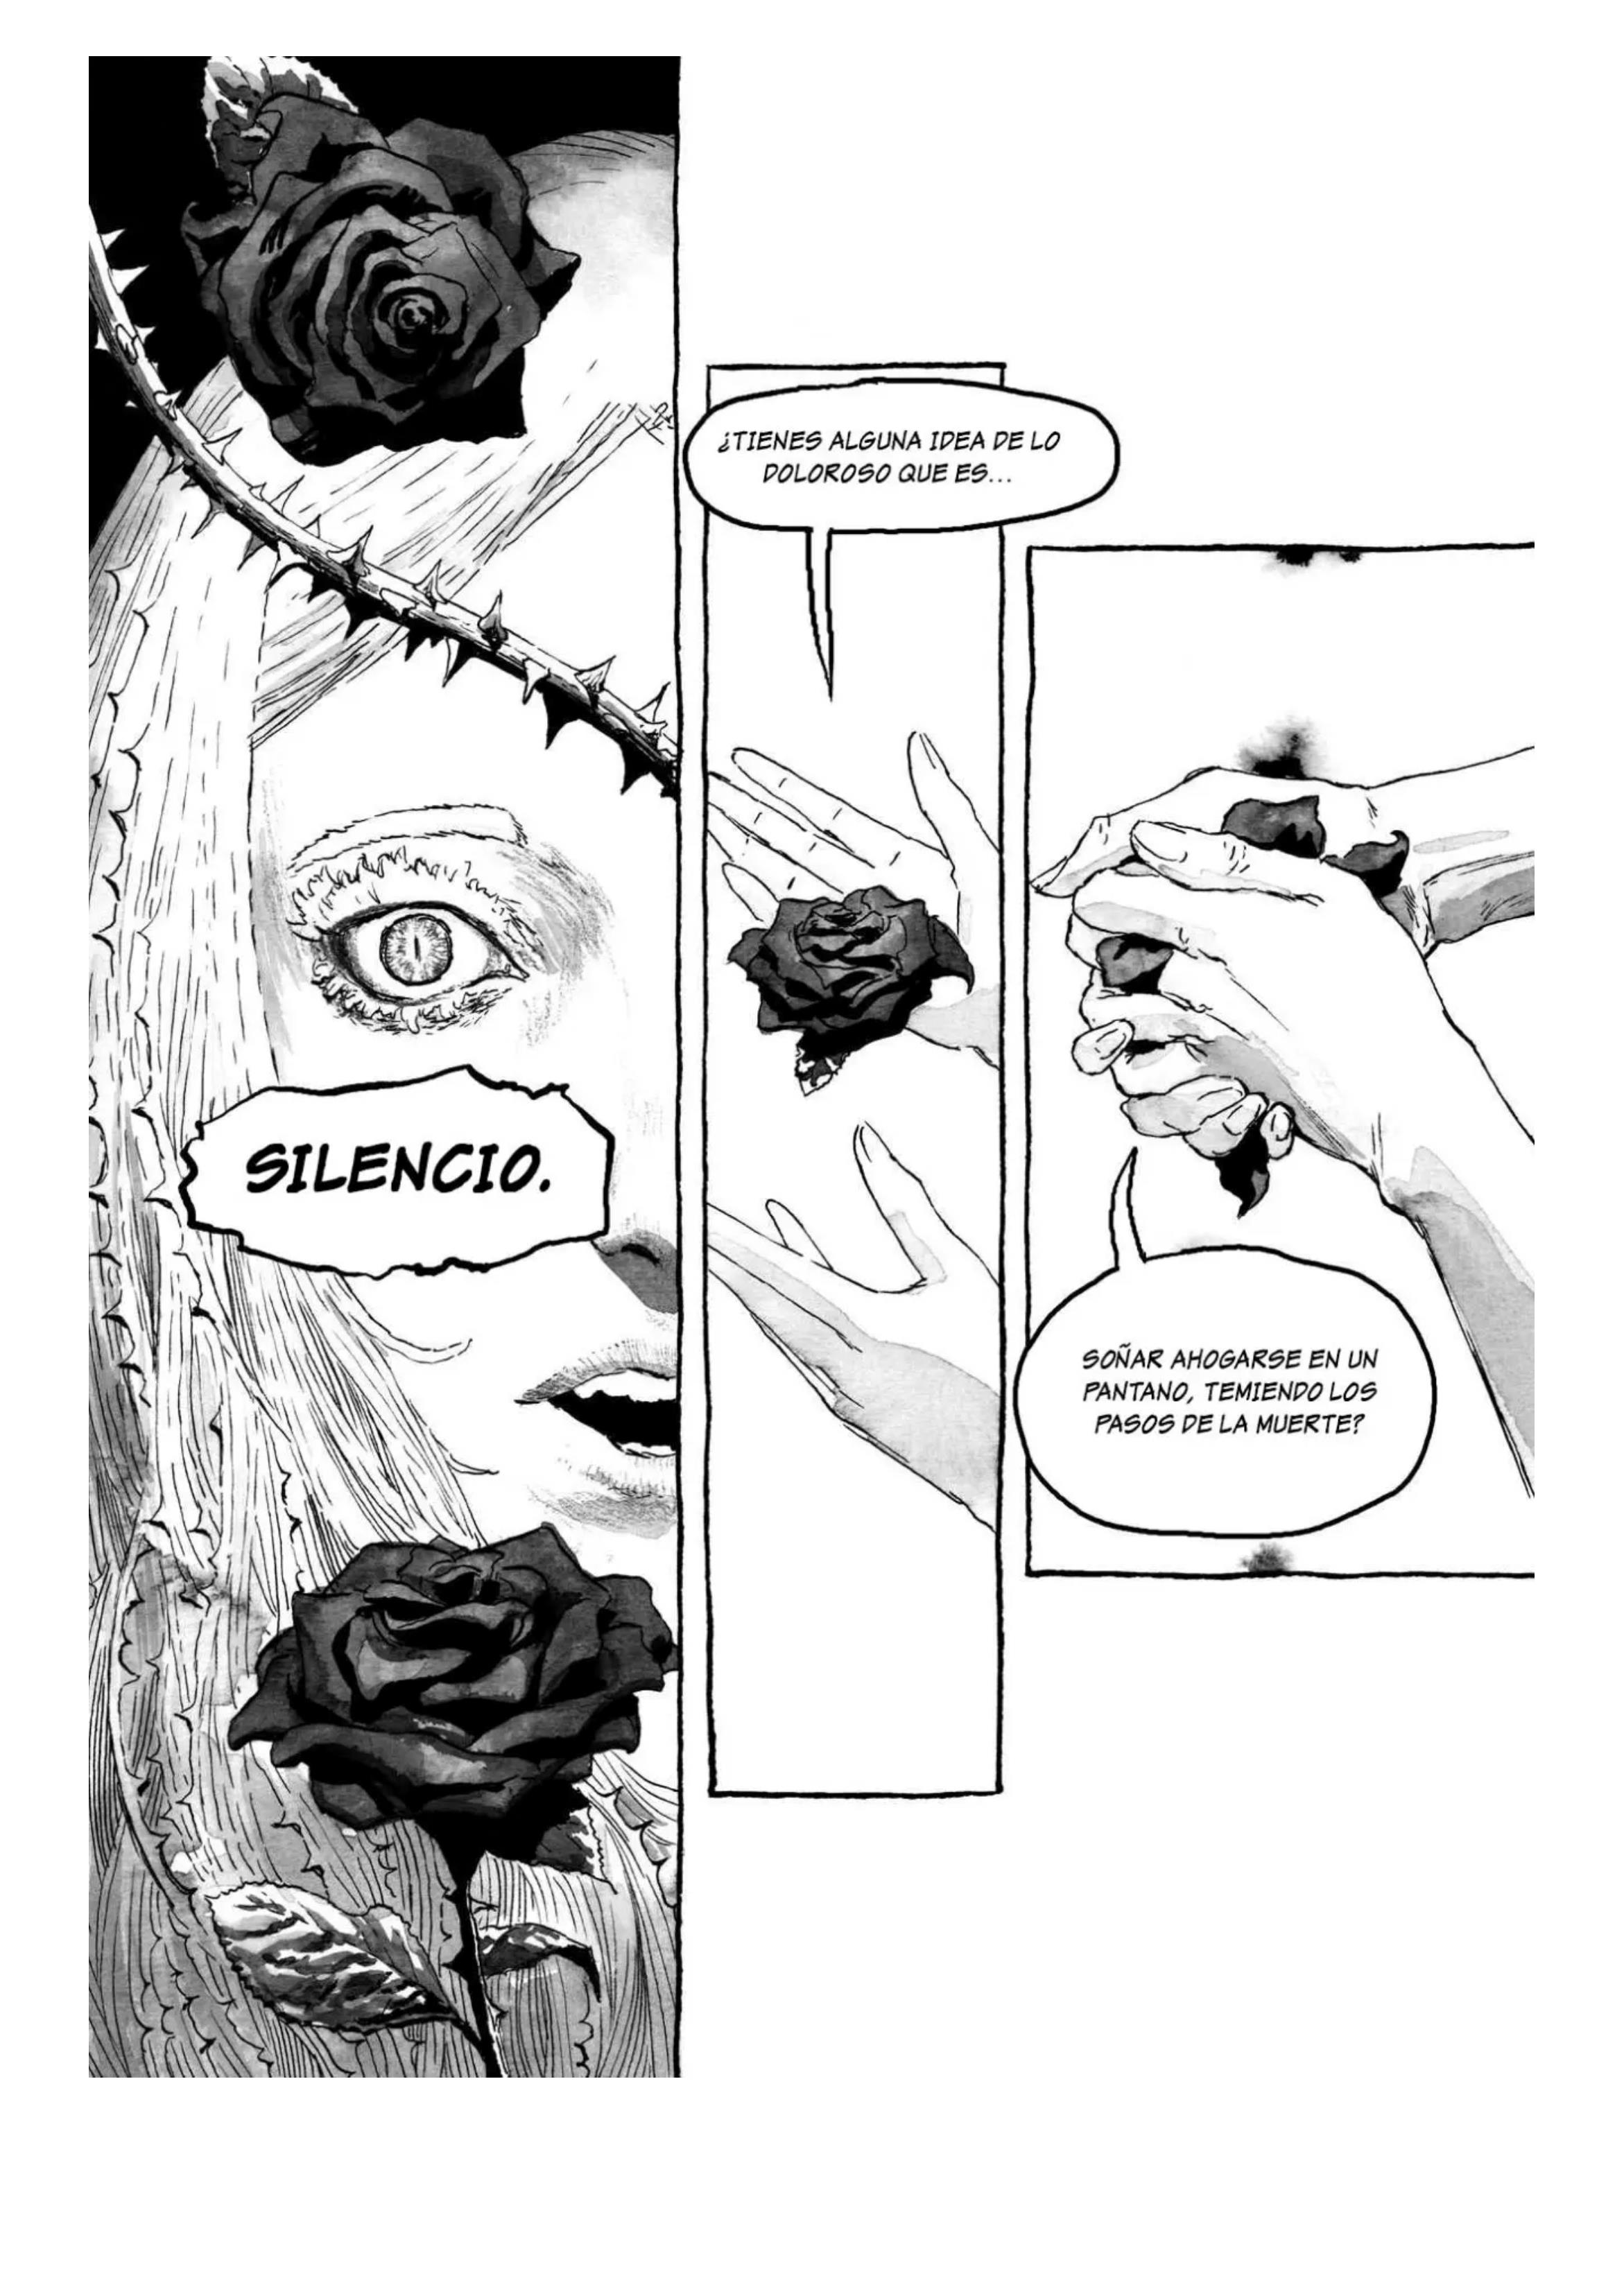 SILENCIO.
¿TIENES ALGUNA IDEA DE LO
DOLOROSO QUE ES...
SOÑAR AHOGARSE EN UN
PANTANO, TEMIENDO LOS
PASOS DE LA MUERTE?